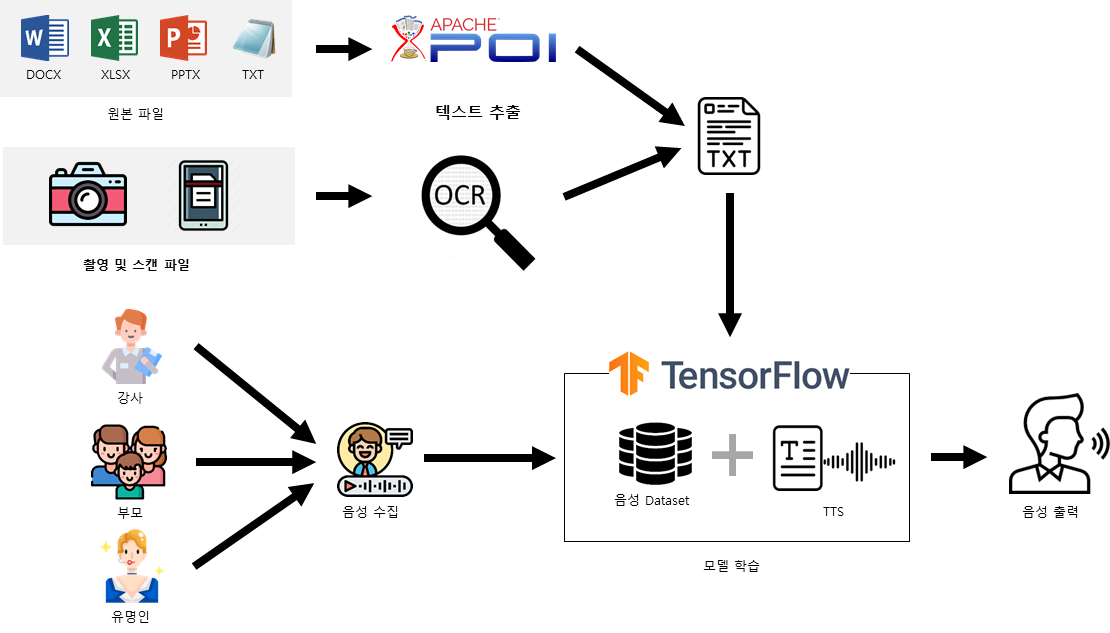 W
X
P
DOCX
XLSX
PPTX
TXT
원본 파일
APACHE
POI
텍스트 추출
TXT
OCR
촬영 및 스캔 파일
강사
부모
유명인
음성 수집
TensorFlow
음성 Dataset
T
TTS
모델 학습
음성 출력